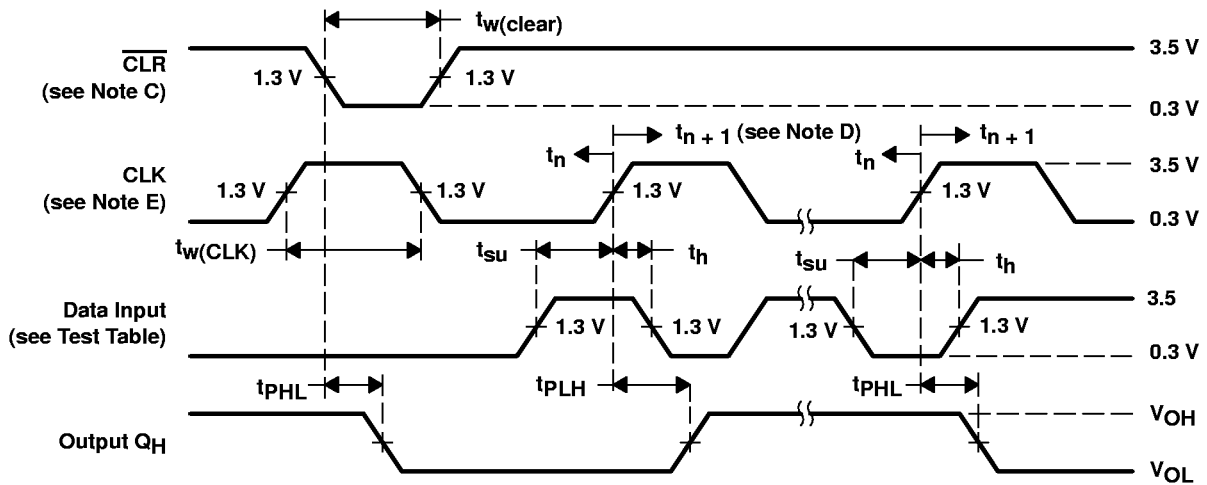 tw(clear)
CLR
(see Note C)
1.3 V
1.3 V
3.5 V
0.3 V
tn
tn + 1 (see Note D)
tn
tn + 1
CLK
(see Note E)
1.3 V
1.3 V
1.3 V
1.3 V
3.5 V
0.3 V
tw(CLK)
tsu
th
tsu
th
Data Input
(see Test Table)
1.3 V
1.3 V
1.3 V
1.3 V
3.5
0.3 V
tPHL
tPLH
tPHL
Output QH
VOH
VOL